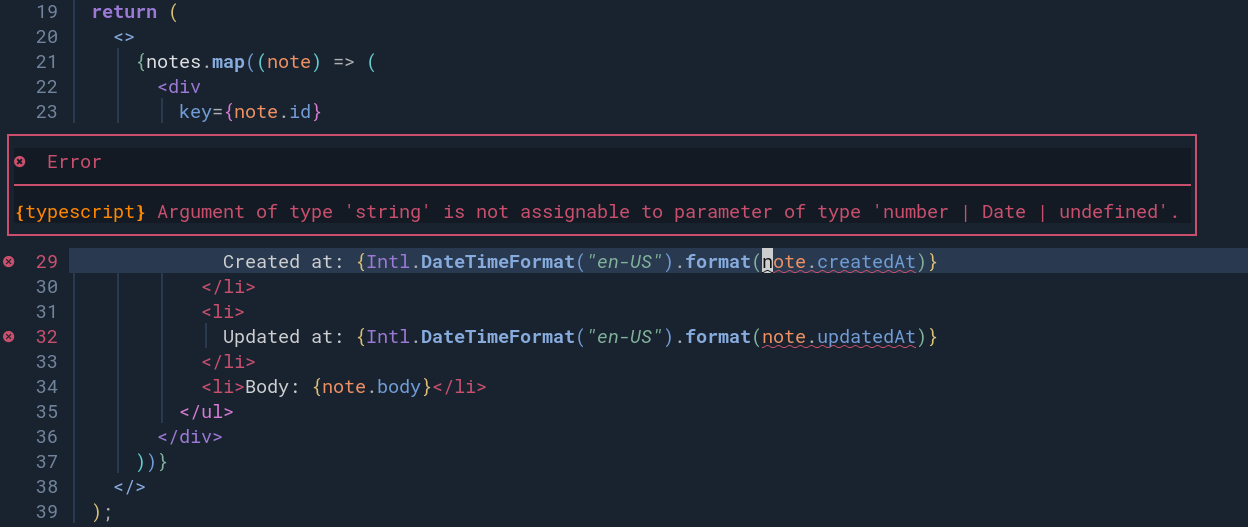 19 return (
20 <>
21 {notes.map((note) => (
22 <div
23 key={note.id}
Error
{typescript} Argument of type 'string' is not assignable to parameter of type 'number | Date | undefined'.
29 Created at: {Intl.DateTimeFormat("en-US").format(note.createdAt)}
30 </li>
31 <li>
32 Updated at: {Intl.DateTimeFormat("en-US").format(note.updatedAt)}
33 </li>
34 <li>Body: {note.body}</li>
35 </ul>
36 </div>
37 ))}
38 </>
39 );